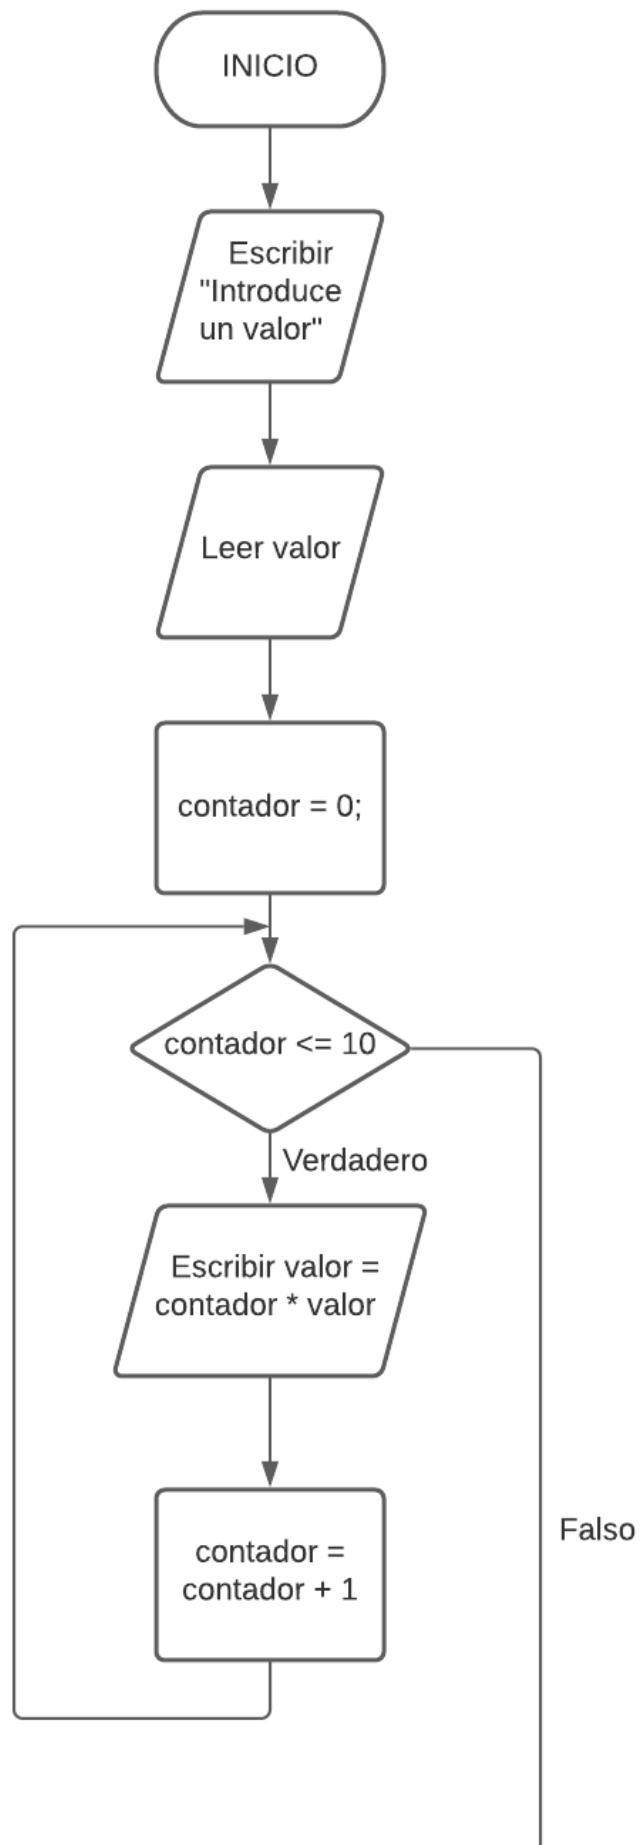 INICIO
Escribir
"Introduce
un valor"
Leer valor
contador = 0;
contador <= 10
Verdadero
Escribir valor =
contador * valor
Falso
contador =
contador + 1